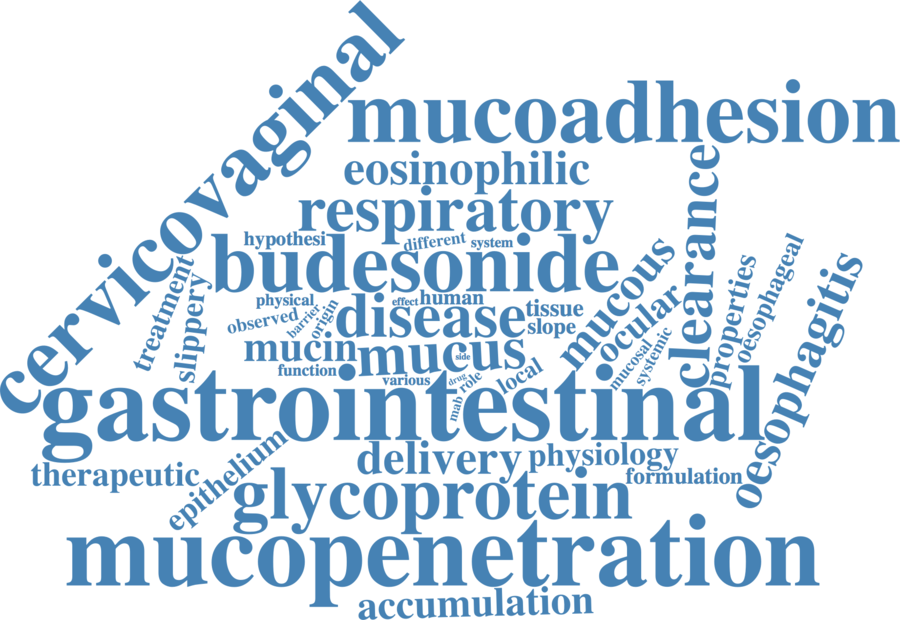 cervicovaginal
mucoadhesion
eosinophilic
clearance
respiratory
hypothesi
different
system
budesonide
mucous
treatment
slippery
physical
effect
human
observed
barrier
origin
disease
tissue
slope
ocular
properties
oesophageal
oesophagitis
mucin
mucus
side
mucosal
systemic
function
various
drug
role
mab
local
gastrointestinal
therapeutic
epithelium
delivery
physiology
formulation
glycoprotein
mucopenetration
accumulation